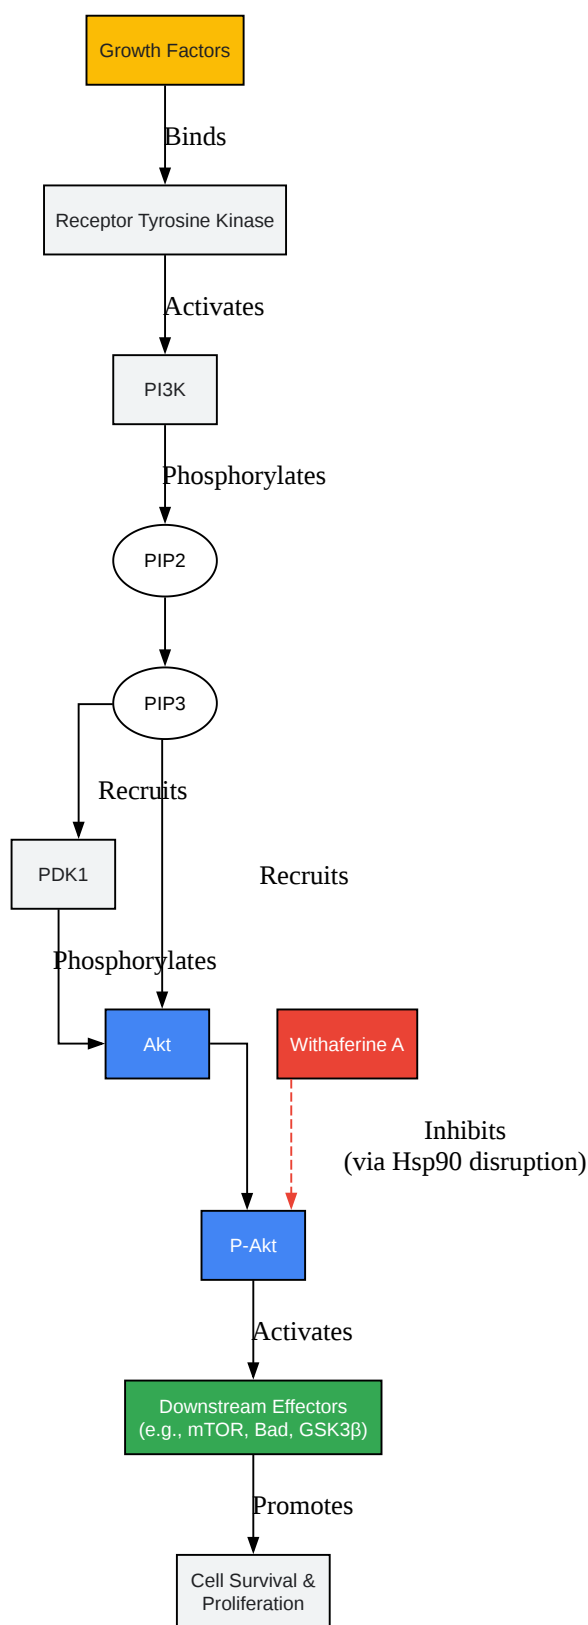 Growth Factors
Binds
Receptor Tyrosine Kinase
Activates
PI3K
Phosphorylates
PIP2
PIP3
Recruits
PDK1
Recruits
Phosphorylates
Akt
Withaferine A
Inhibits
(via Hsp90 disruption)
P-Akt
Activates
Downstream Effectors
(e.g., mTOR, Bad, GSK3β)
Promotes
Cell Survival &
Proliferation